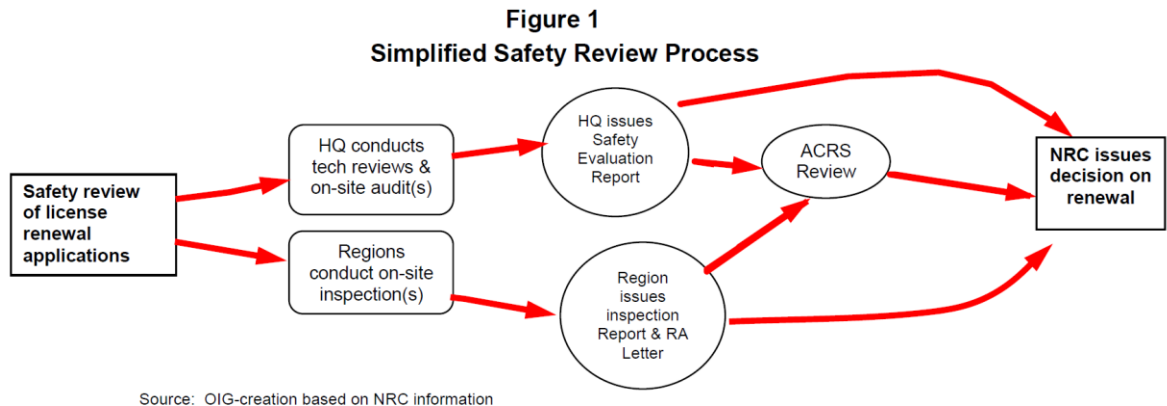 Figure 1
Simplified Safety Review Process
Safety review
of license
renewal
applications
HQ conducts
tech reviews &
on-site audit(s)
Regions
conduct on-site
inspection(s)
HQ issues
Safety
Evaluation
Report
Region
issues
inspection
Report & RA
Letter
ACRS
Review
NRC issues
decision on
renewal
Source: OIG-creation based on NRC information